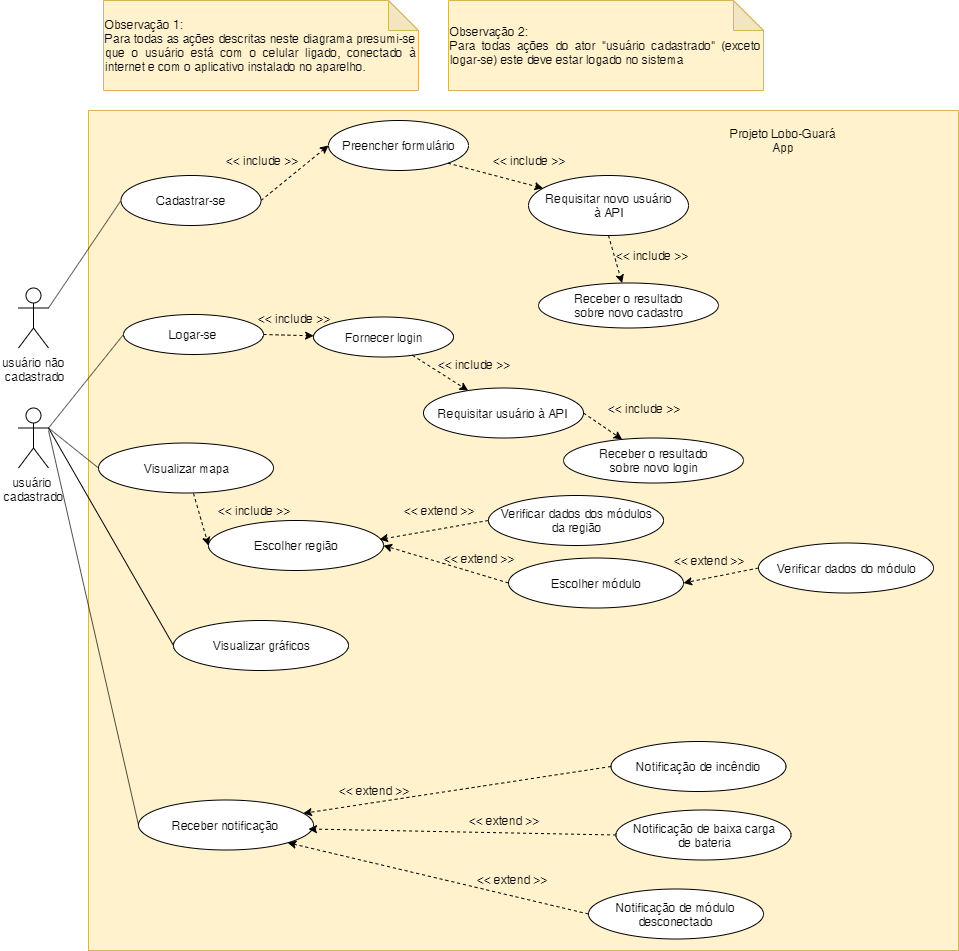 Observação 1:
Para todas as ações descritas neste diagrama presumi-se
que o usuário está com o celular ligado, conectado à
internet e com o aplicativo instalado no aparelho.
Observação 2:
Para todas ações do ator "usuário cadastrado" (exceto
logar-se) este deve estar logado no sistema
Projeto Lobo-Guará
App
Preencher formulário
<< include >>
<< include >>
Cadastrar-se
Requisitar novo usuário
à API
<< include >>
Receber o resultado
sobre novo cadastro
usuário não
cadastrado
<< include >>
Logar-se
Fornecer login
<< include >>
Requisitar usuário à API
<< include >>
Receber o resultado
sobre novo login
usuário
cadastrado
Visualizar mapa
<< include >>
Escolher região
<< extend >>
Verificar dados dos módulos
da região
<< extend >>
Escolher módulo
<< extend >>
Verificar dados do módulo
Visualizar gráficos
Notificação de incêndio
<< extend >>
Receber notificação
<< extend >>
Notificação de baixa carga
de bateria
<< extend >>
Notificação de módulo
desconectado